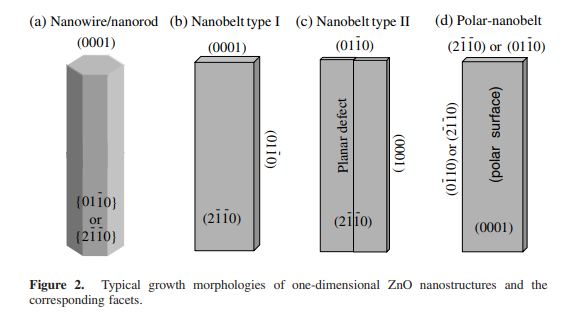 (a) Nanowire/nanorod (b) Nanobelt type I (c) Nanobelt type II (d) Polar-nanobelt
(0001) (0001) (011̄0) (21̄1̄0) or (011̄0)
{011̄0}
or
{21̄1̄0}
(21̄1̄0)
(011̄0)
Planar defect
(21̄1̄0)
(0001)
(01̄10) or (21̄1̄0)
(polar surface)
(0001)
Figure 2. Typical growth morphologies of one-dimensional ZnO nanostructures and the
corresponding facets.